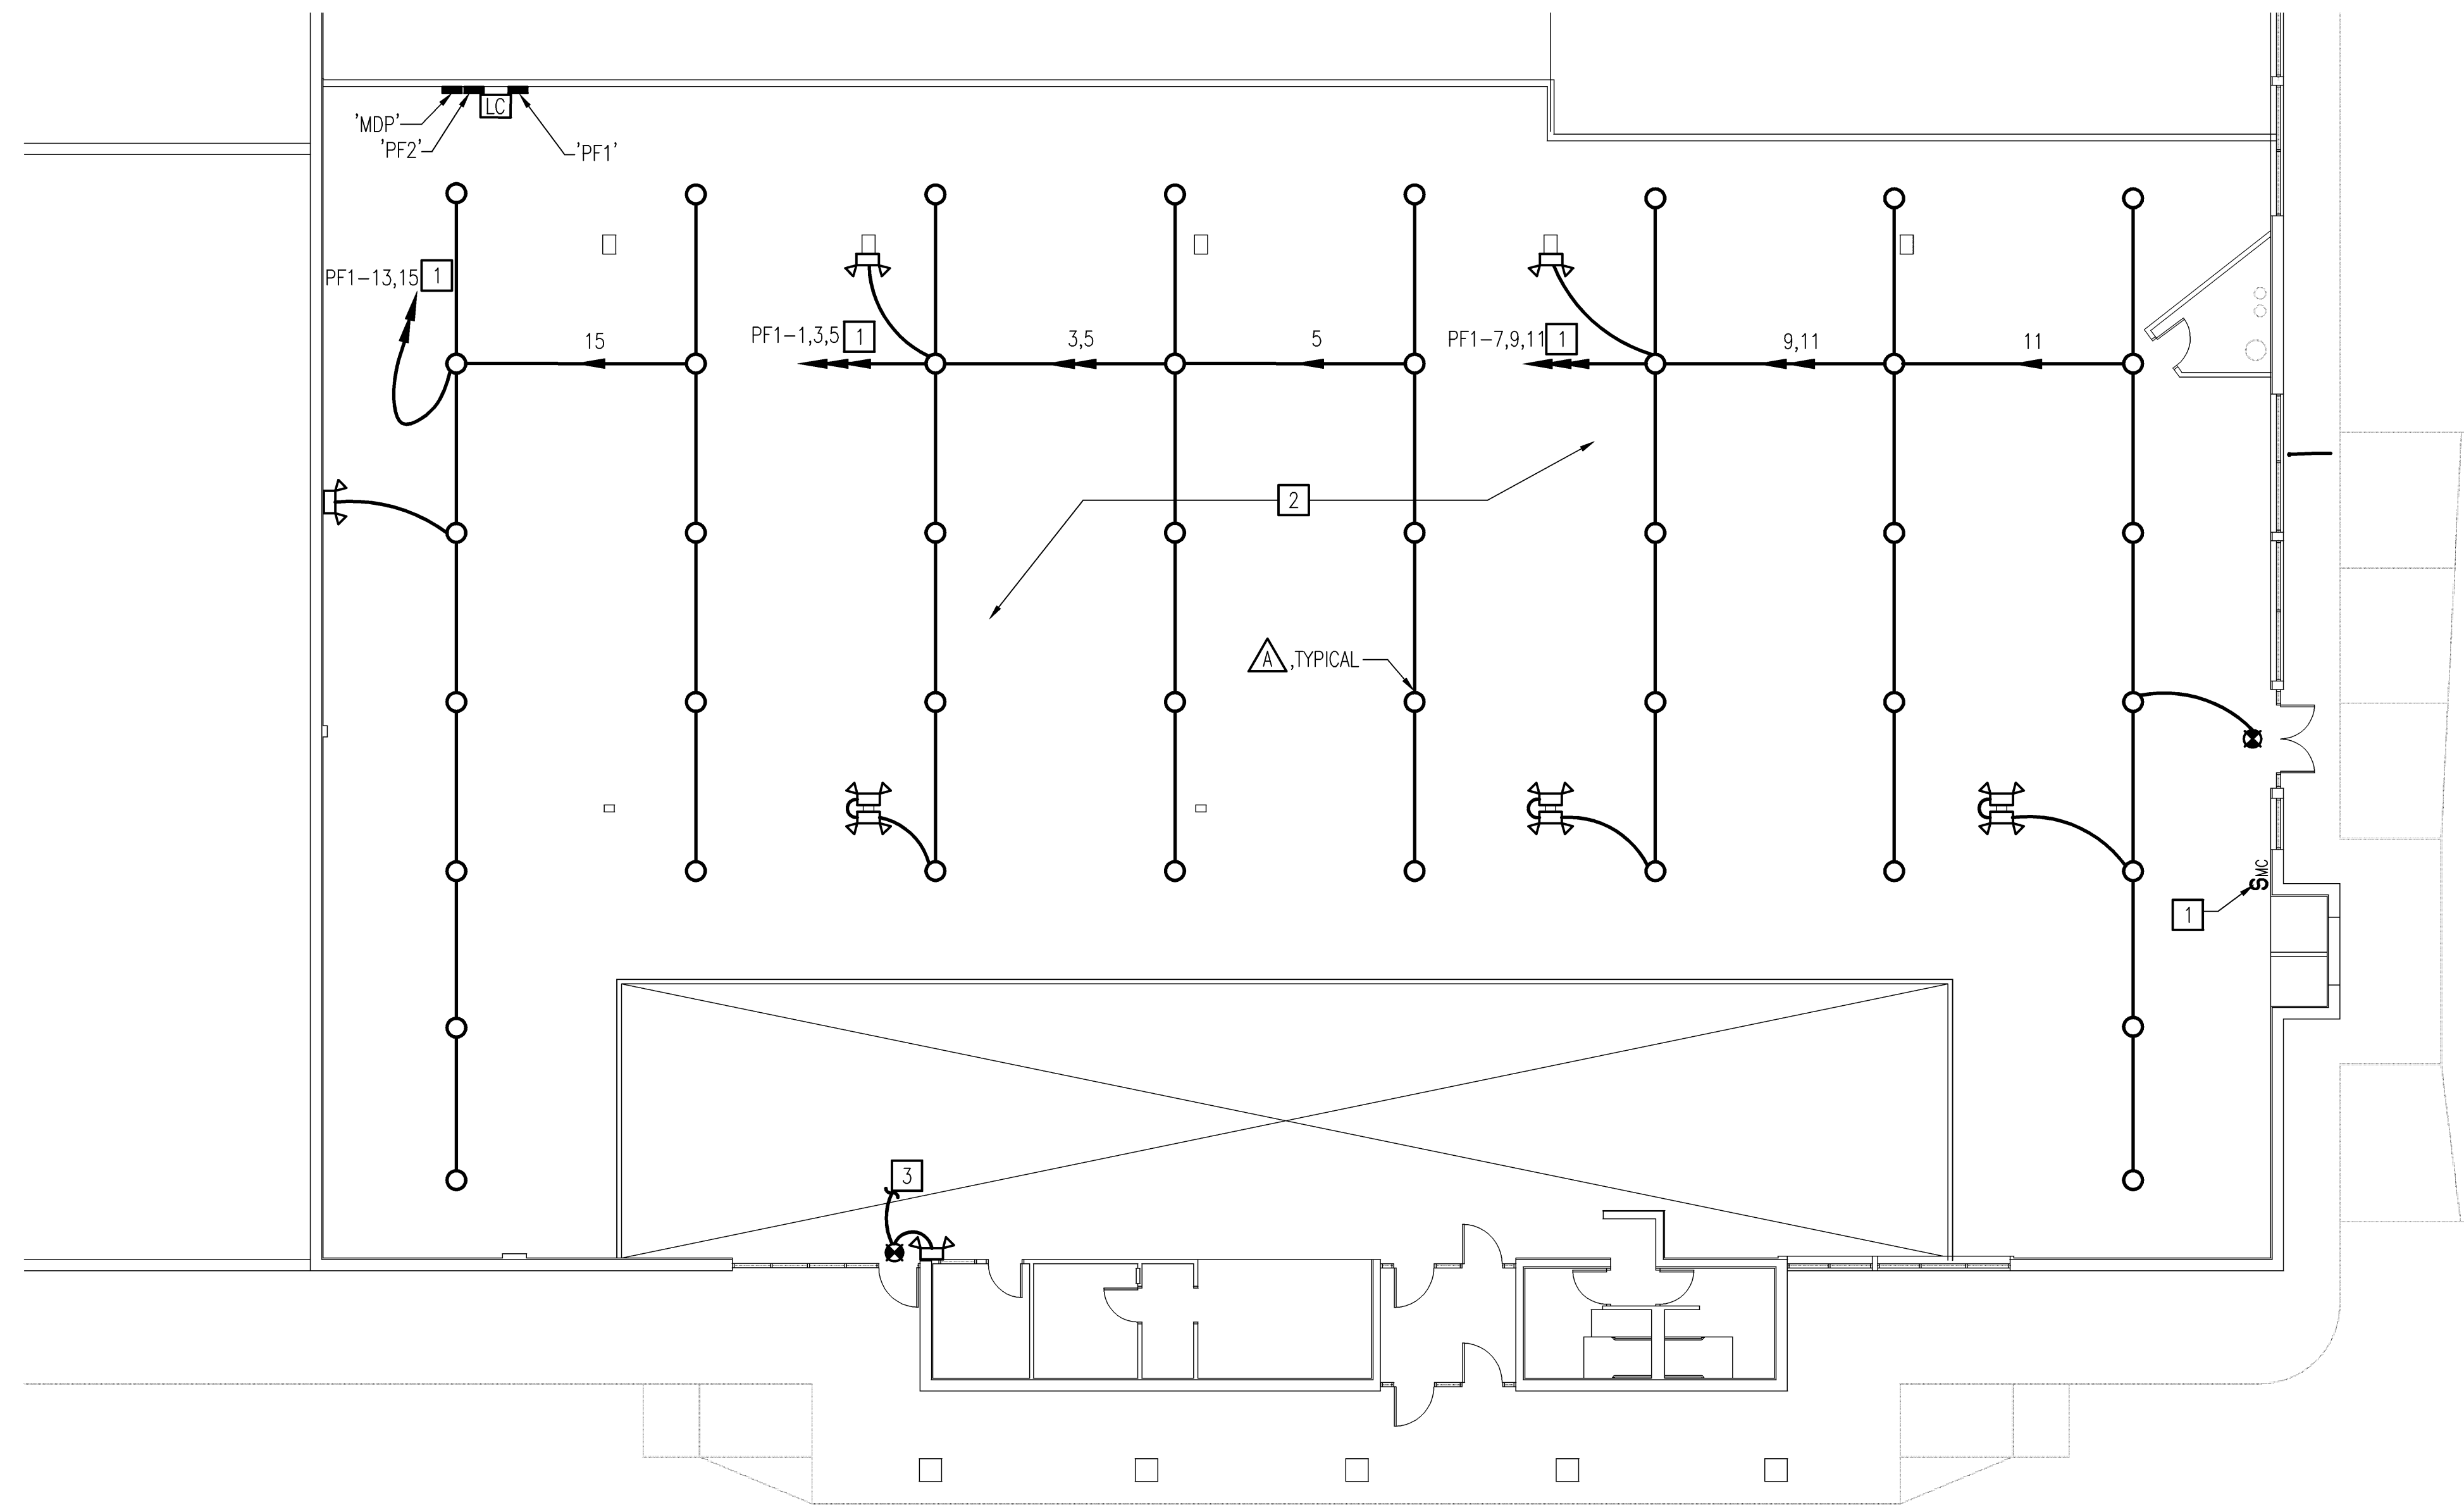 LC
'MDP'
'PF2'
'PF1'
PF1-13,15 1
15
PF1-1,3,5 1
3,5
5
PF1-7,9,11 1
9,11
11
2
A ,TYPICAL
SMC
1
3